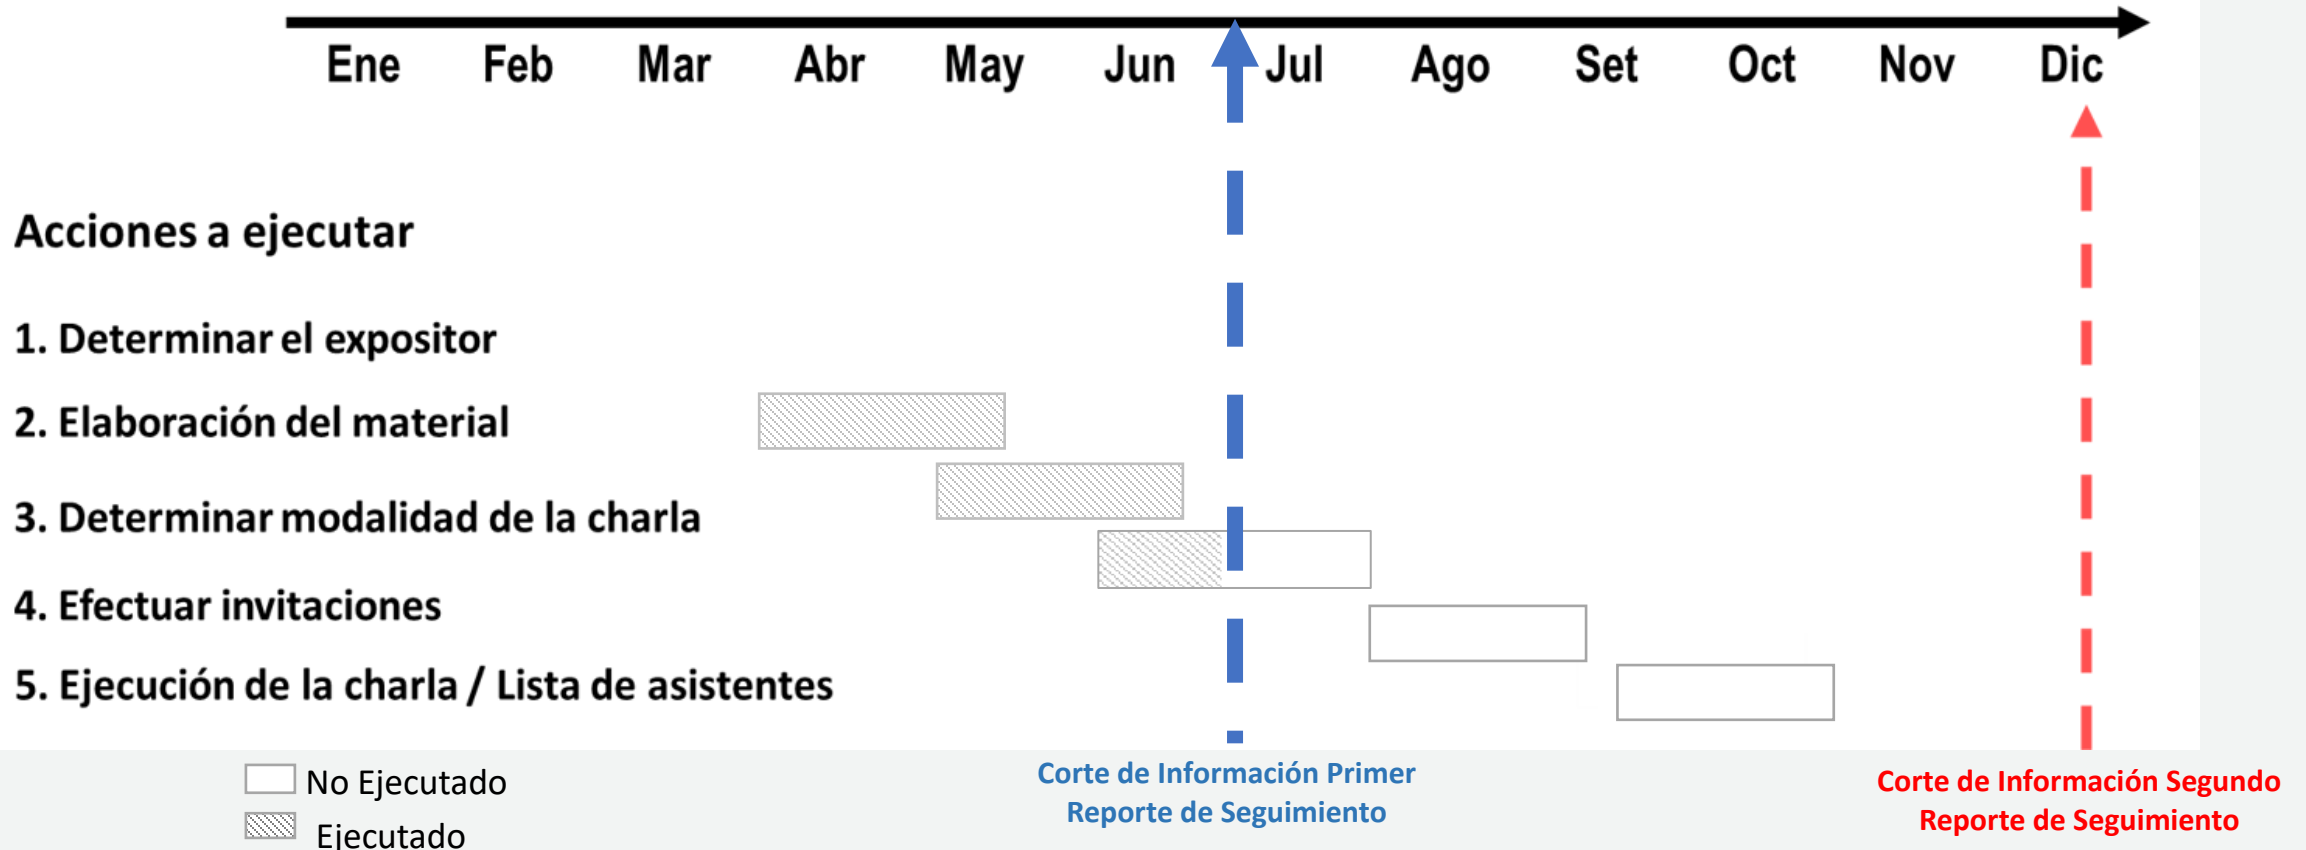 Ene Feb Mar Abr May Jun Jul Ago Set Oct Nov Dic
Acciones a ejecutar
1. Determinar el expositor
2. Elaboración del material
3. Determinar modalidad de la charla
4. Efectuar invitaciones
5. Ejecución de la charla / Lista de asistentes
No Ejecutado
Ejecutado
Corte de Información Primer
Reporte de Seguimiento
Corte de Información Segundo
Reporte de Seguimiento